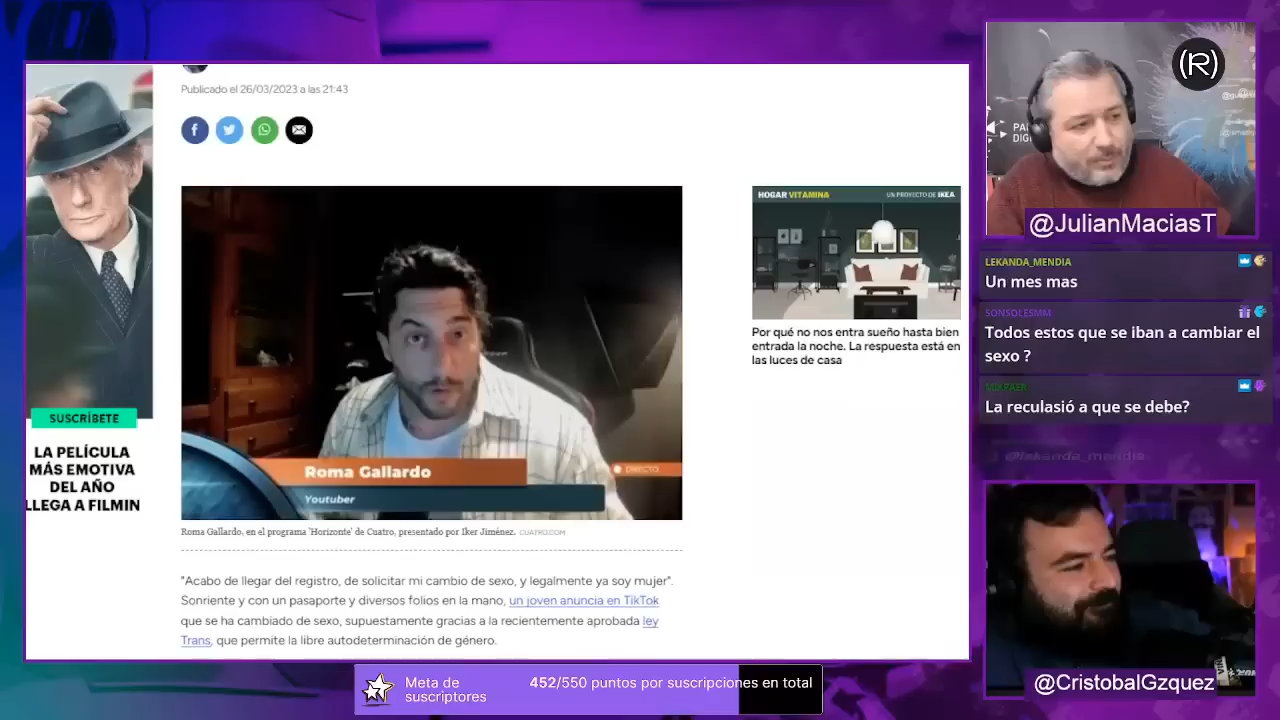 Publicado el 26/03/2023 a las 21:43
SUSCRÍBETE
LA PELÍCULA
MÁS EMOTIVA
DEL AÑO
LLEGA A FILMIN
Roma Gallardo
DIRECTO
Youtuber
Roma Gallardo, en el programa 'Horizonte' de Cuatro, presentado por Iker Jiménez. CUATRO.COM
"Acabo de llegar del registro, de solicitar mi cambio de sexo, y legalmente ya soy mujer".
Sonriente y con un pasaporte y diversos folios en la mano, un joven anuncia en TikTok
que se ha cambiado de sexo, supuestamente gracias a la recientemente aprobada ley
Trans, que permite la libre autodeterminación de género.
HOGAR VITAMINA
UN PROYECTO DE IKEA
Por qué no nos entra sueño hasta bien
entrada la noche. La respuesta está en
las luces de casa
(R)
@JulianMaciasT
LEKANDA_MENDIA
Un mes mas
SONSOLESMM
Todos estos que se iban a cambiar el
sexo ?
MIKPAER
La reculasió a que se debe?
@lekanda_mendia
@CristobalGzquez
Meta de
suscriptores
452/550 puntos por suscripciones en total